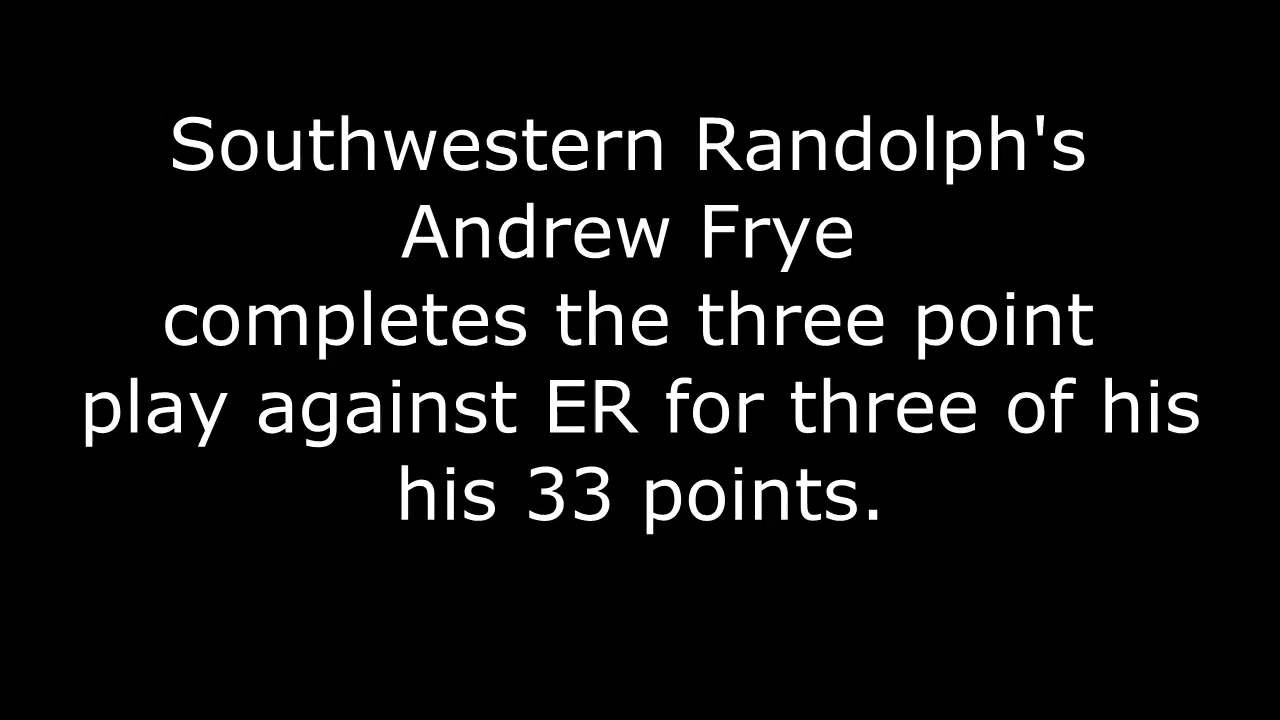 Southwestern Randolph's
Andrew Frye
completes the three point
play against ER for three of his
his 33 points.